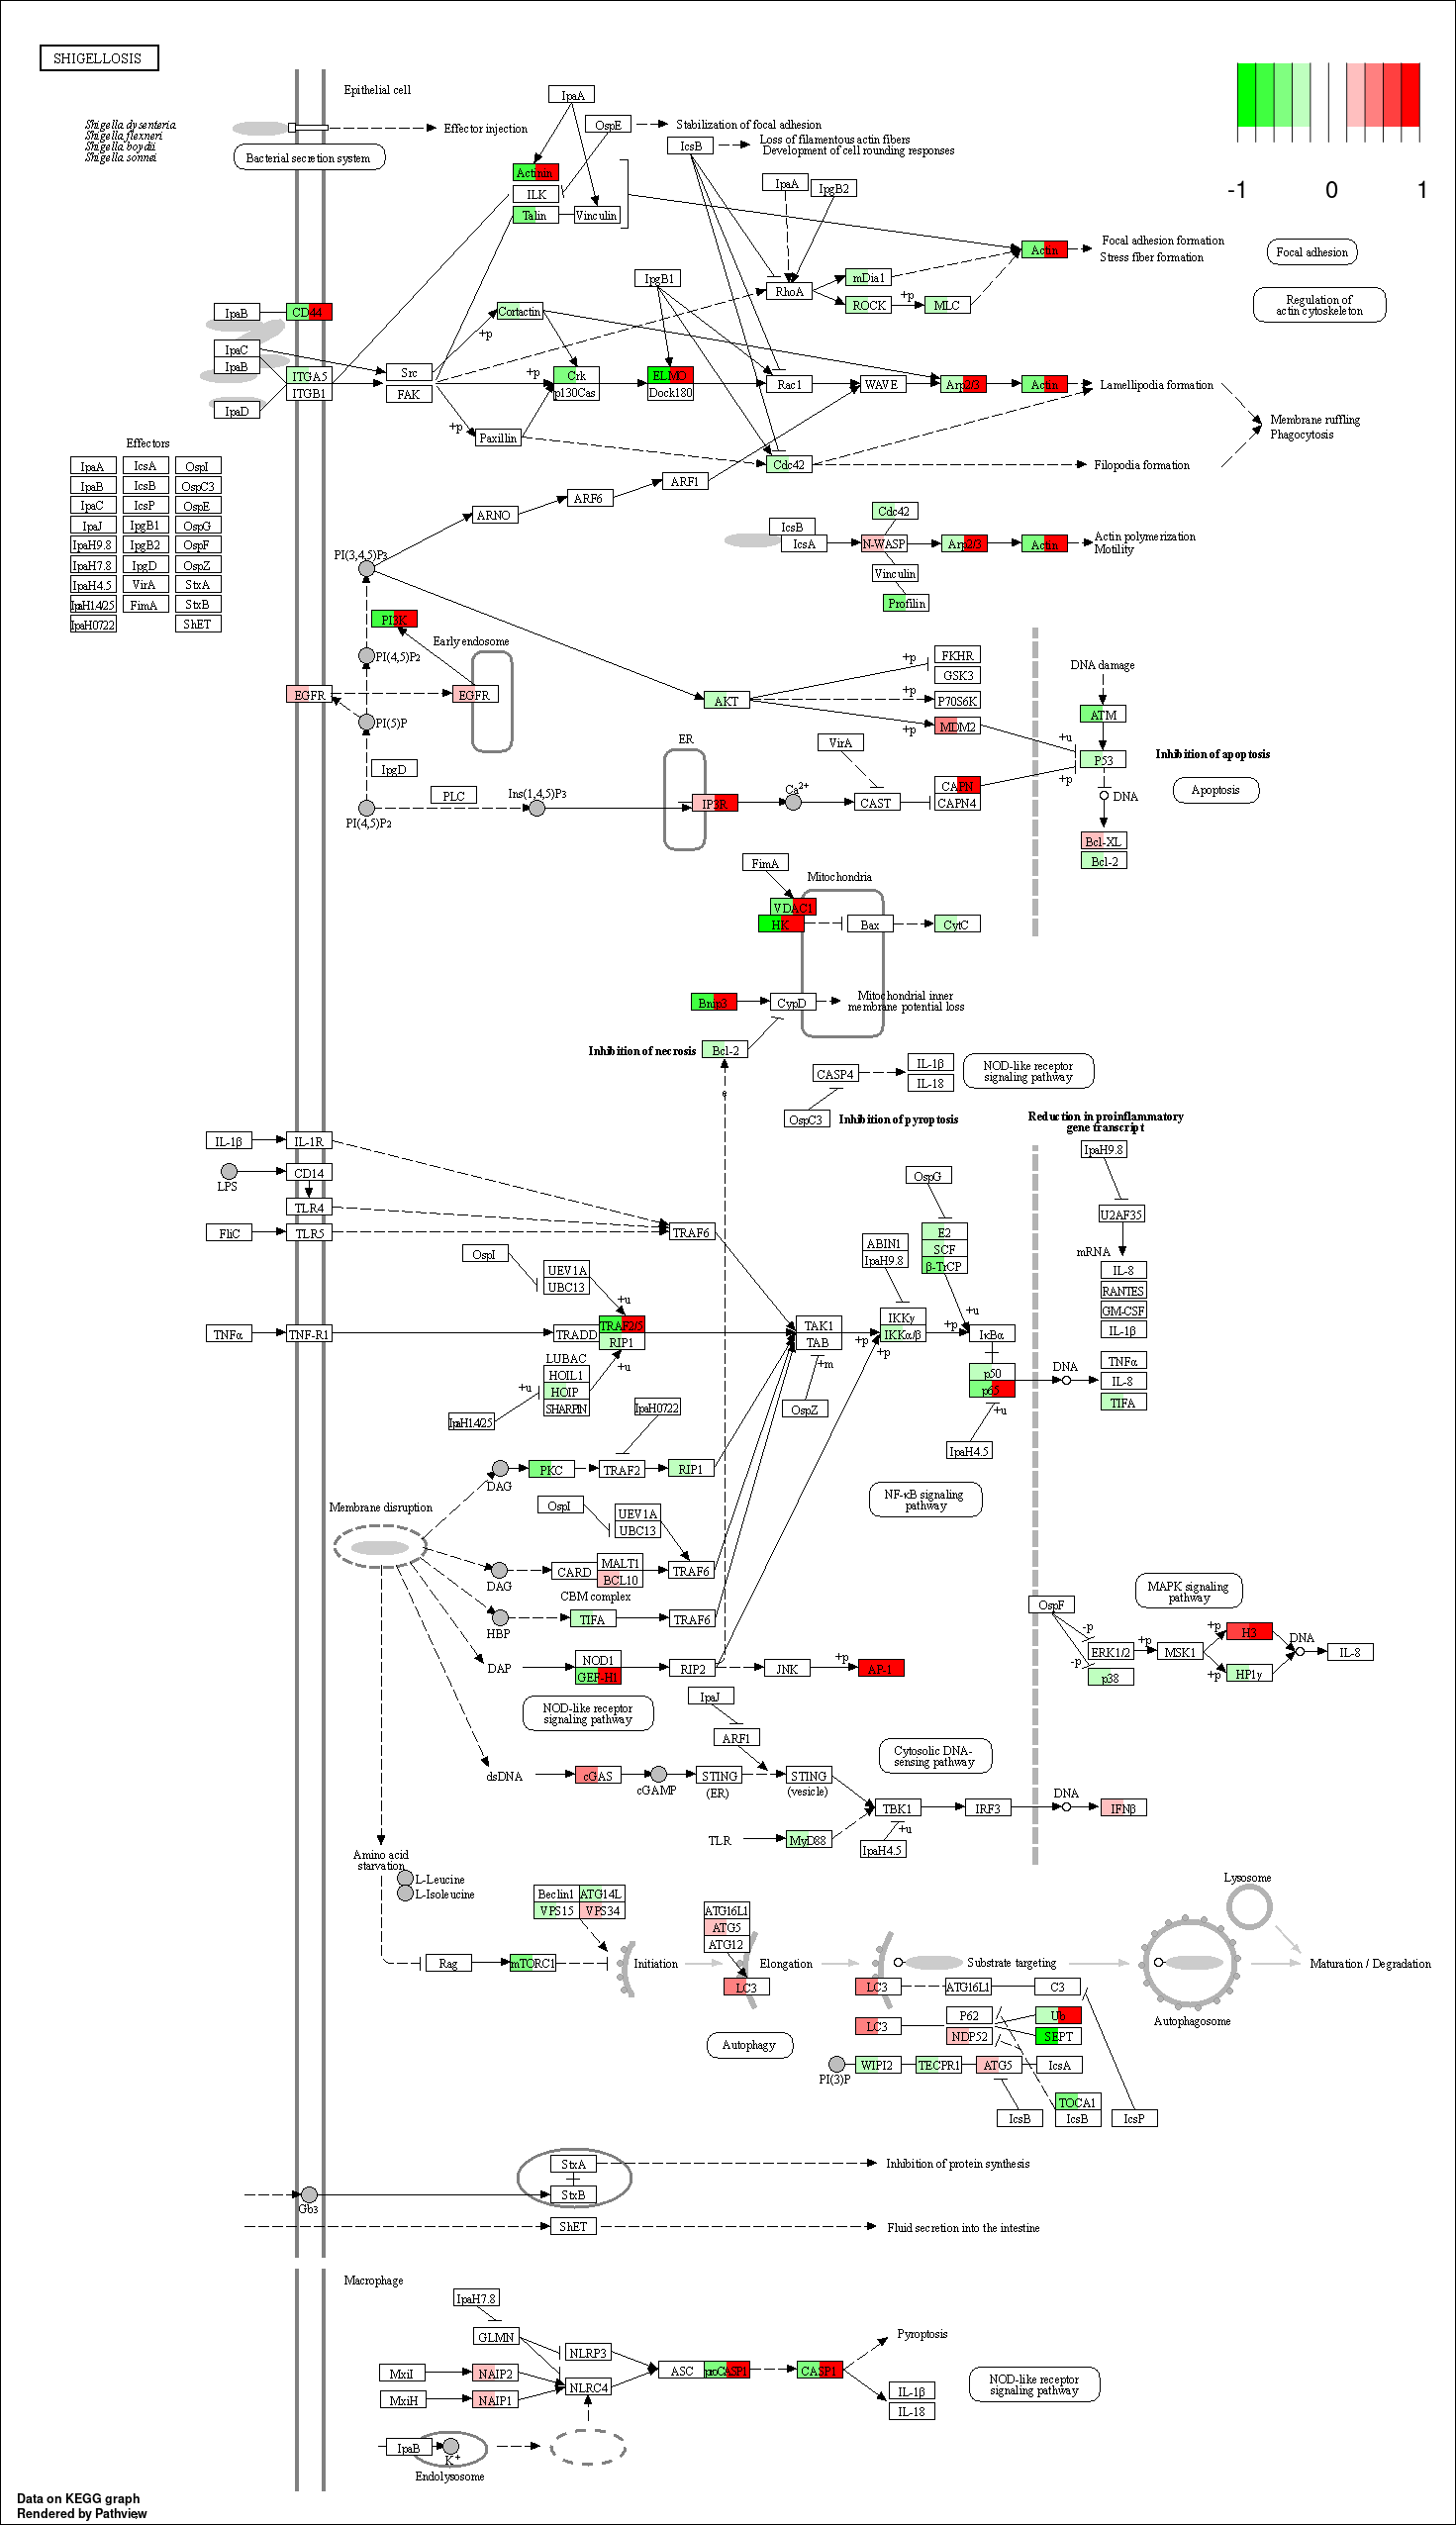 SHIGELLOSIS
-1
0
1
Epithelial cell
Shigella dysenteria
Shigella flexneri
Shigella boydii
Shigella sonnei
Bacterial secretion system
Effector injection
IpaA
OspE
Stabilization of focal adhesion
IcsB
Loss of filamentous actin fibers
Development of cell rounding responses
Actinin
ILK
Talin
Vinculin
IpaA
IpgB2
Actin
Focal adhesion formation
Stress fiber formation
Focal adhesion
Regulation of
actin cytoskeleton
IpgB1
RhoA
mDia1
ROCK
+p
MLC
IpaB
CD44
Cortactin
+p
IpaC
IpaB
IpaD
ITGA5
ITGB1
Src
FAK
+p
Crk
p130Cas
ELMO
Dock180
Rac1
WAVE
Arp2/3
Actin
Lamellipodia formation
Membrane ruffling
Phagocytosis
+p
Paxillin
Cdc42
Filopodia formation
Effectors
IpaA
IcsA
OspI
IpaB
IcsB
OspC3
IpaC
IcsP
OspE
IpaJ
IpgB1
OspG
IpaH9.8
IpgB2
OspF
IpaH7.8
IpgD
OspZ
IpaH4.5
VirA
StxA
IpaH1425
FimA
StxB
IpaH0722
ShET
ARF1
ARF6
ARNO
Cdc42
IcsB
IcsA
N-WASP
Arp2/3
Actin
Actin polymerization
Motility
Vinculin
Profilin
PI(3,4,5)P3
PI3K
Early endosome
PI(4,5)P2
EGFR
EGFR
PI(5)P
IpgD
PI(4,5)P2
PLC
Ins(1,4,5)P3
AKT
+p
FKHR
GSK3
+p
P70S6K
+p
MDM2
DNA damage
ATM
+u
P53
+p
Inhibition of apoptosis
Apoptosis
DNA
Bcl-XL
Bcl-2
ER
VirA
IP3R
Ca2+
CAST
CAPN
CAPN4
FimA
Mitochondria
VDAC1
HK
Bax
CytC
Bnip3
CypD
Mitochondrial inner
membrane potential loss
Inhibition of necrosis
Bcl-2
e
CASP4
IL-1β
IL-18
NOD-like receptor
signaling pathway
OspC3
Inhibition of pyroptosis
Reduction in proinflammatory
gene transcript
IL-1β
IL-1R
LPS
CD14
TLR4
FliC
TLR5
TRAF6
OspG
IpaH9.8
U2AF35
mRNA
IL-8
RANTES
GM-CSF
IL-1β
OspI
UEV1A
UBC13
+u
ABIN1
IpaH9.8
E2
SCF
β-TrCP
+u
TNFα
TNF-R1
TRADD
TRAF2/5
RIP1
+u
TAK1
TAB
+m
+p
+p
IKKγ
IKKα/β
+p
IκBα
LUBAC
HOIL1
HOIP
SHARPIN
+u
IpaH1425
IpaH0722
OspZ
p50
p65
+u
IpaH4.5
DNA
TNFα
IL-8
TIFA
NF-κB signaling
pathway
DAG
PKC
TRAF2
RIP1
Membrane disruption
OspI
UEV1A
UBC13
DAG
CARD
MALT1
BCL10
TRAF6
CBM complex
HBP
TIFA
TRAF6
DAP
NOD1
GEF-H1
RIP2
JNK
+p
AP-1
NOD-like receptor
signaling pathway
MAPK signaling
pathway
OspF
-p
-p
ERK1/2
p38
+p
MSK1
+p
+p
H3
HP1γ
DNA
IL-8
IpaJ
ARF1
dsDNA
cGAS
cGAMP
STING
(ER)
STING
(vesicle)
Cytosolic DNA-
sensing pathway
TBK1
IRF3
DNA
IFNβ
+u
IpaH4.5
TLR
MyD88
Amino acid
starvation
L-Leucine
L-Isoleucine
Beclin1
ATG14L
VPS15
VPS34
Rag
mTORC1
Initiation
ATG16L1
ATG5
ATG12
LC3
Elongation
Substrate targeting
Lysosome
Maturation / Degradation
Autophagosome
LC3
ATG16L1
C3
LC3
P62
NDP52
Ub
SEPT
Autophagy
PI(3)P
WIPI2
TECPR1
ATG5
IcsA
IcsB
TOCA1
IcsB
IcsP
StxA
StxB
Inhibition of protein synthesis
Gb3
ShET
Fluid secretion into the intestine
Macrophage
IpaH7.8
GLMN
NLRP3
NLRC4
MxiI
NAIP2
MxiH
NAIP1
ASC
proCASP1
CASP1
Pyroptosis
IL-1β
IL-18
NOD-like receptor
signaling pathway
IpaB
K+
Endolysosome
Data on KEGG graph
Rendered by Pathview